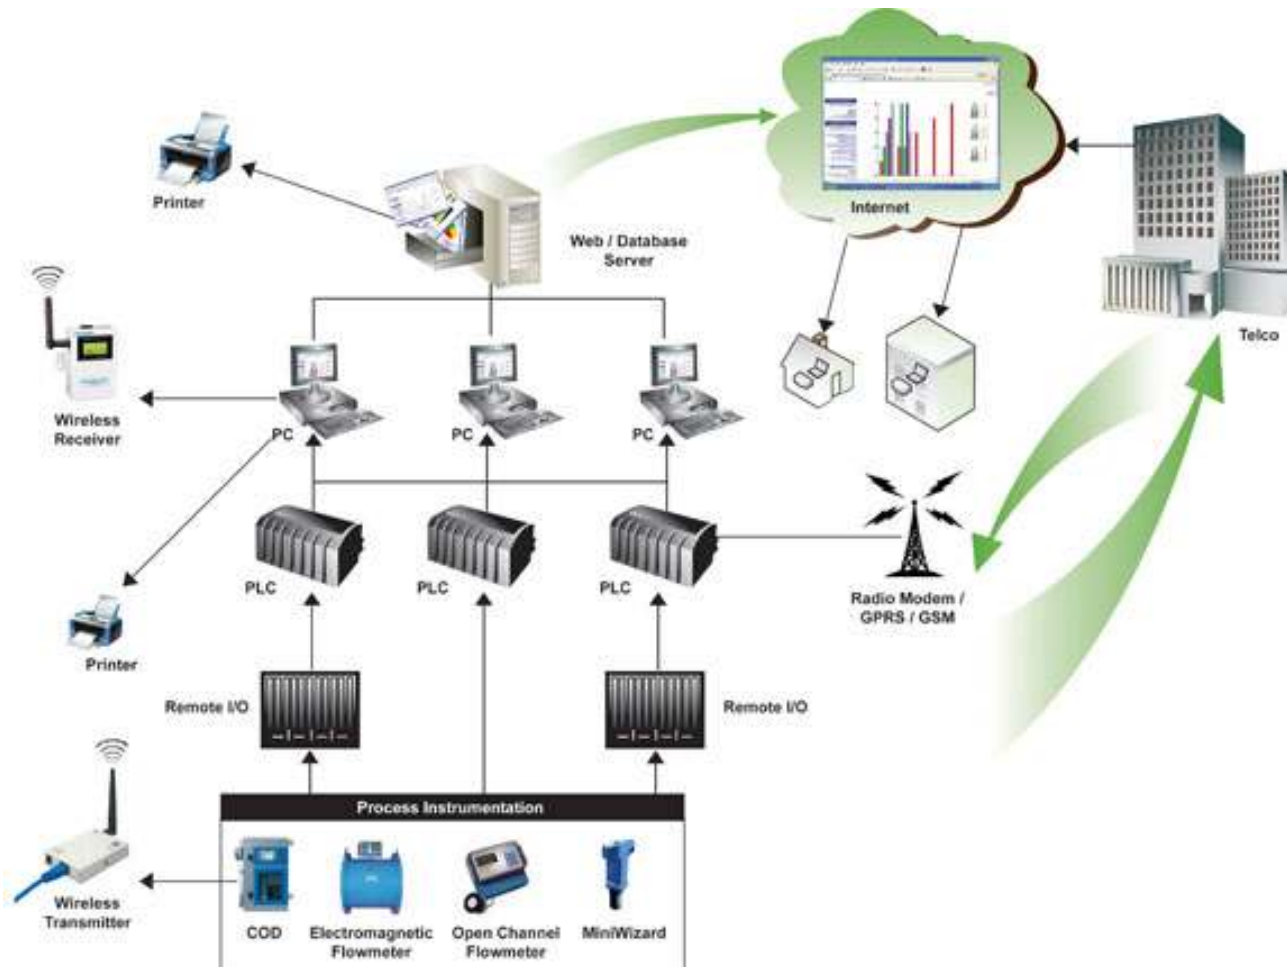 Internet
Printer
Web / Database
Server
Telco
Wireless
Receiver
PC
PC
PC
PLC
PLC
PLC
Radio Modem /
GPRS / GSM
Printer
Remote I/O
Remote I/O
Process Instrumentation
Wireless
Transmitter
COD
Electromagnetic
Flowmeter
Open Channel
Flowmeter
MiniWizard